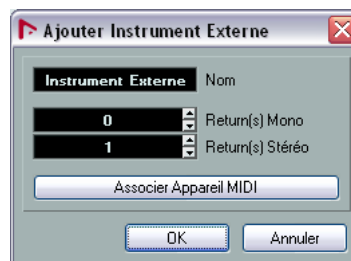 Ajouter Instrument Externe
Instrument Externe Nom
0 Return(s) Mono
1 Return(s) Stéréo
Associer Appareil MIDI
OK Annuler